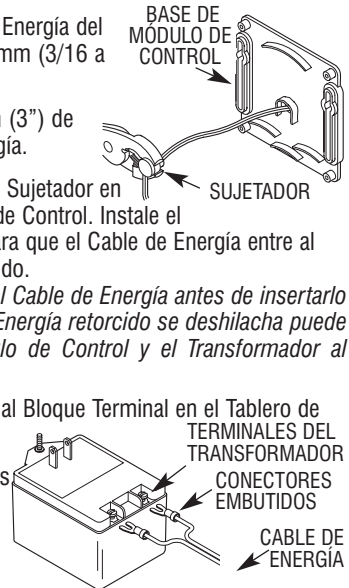 Energía del
mm (3/16 a
BASE DE
MÓDULO DE
CONTROL
(3”) de
gía.
Sujetador en
SUJETADOR
de Control. Instale el
ra que el Cable de Energía entre al
do.
l Cable de Energía antes de insertarlo
Energía retorcido se deshilacha puede
lo de Control y el Transformador al
al Bloque Terminal en el Tablero de
TERMINALES DEL
TRANSFORMADOR
s.
CONECTORES
EMBUTIDOS
CABLE DE
ENERGÍA